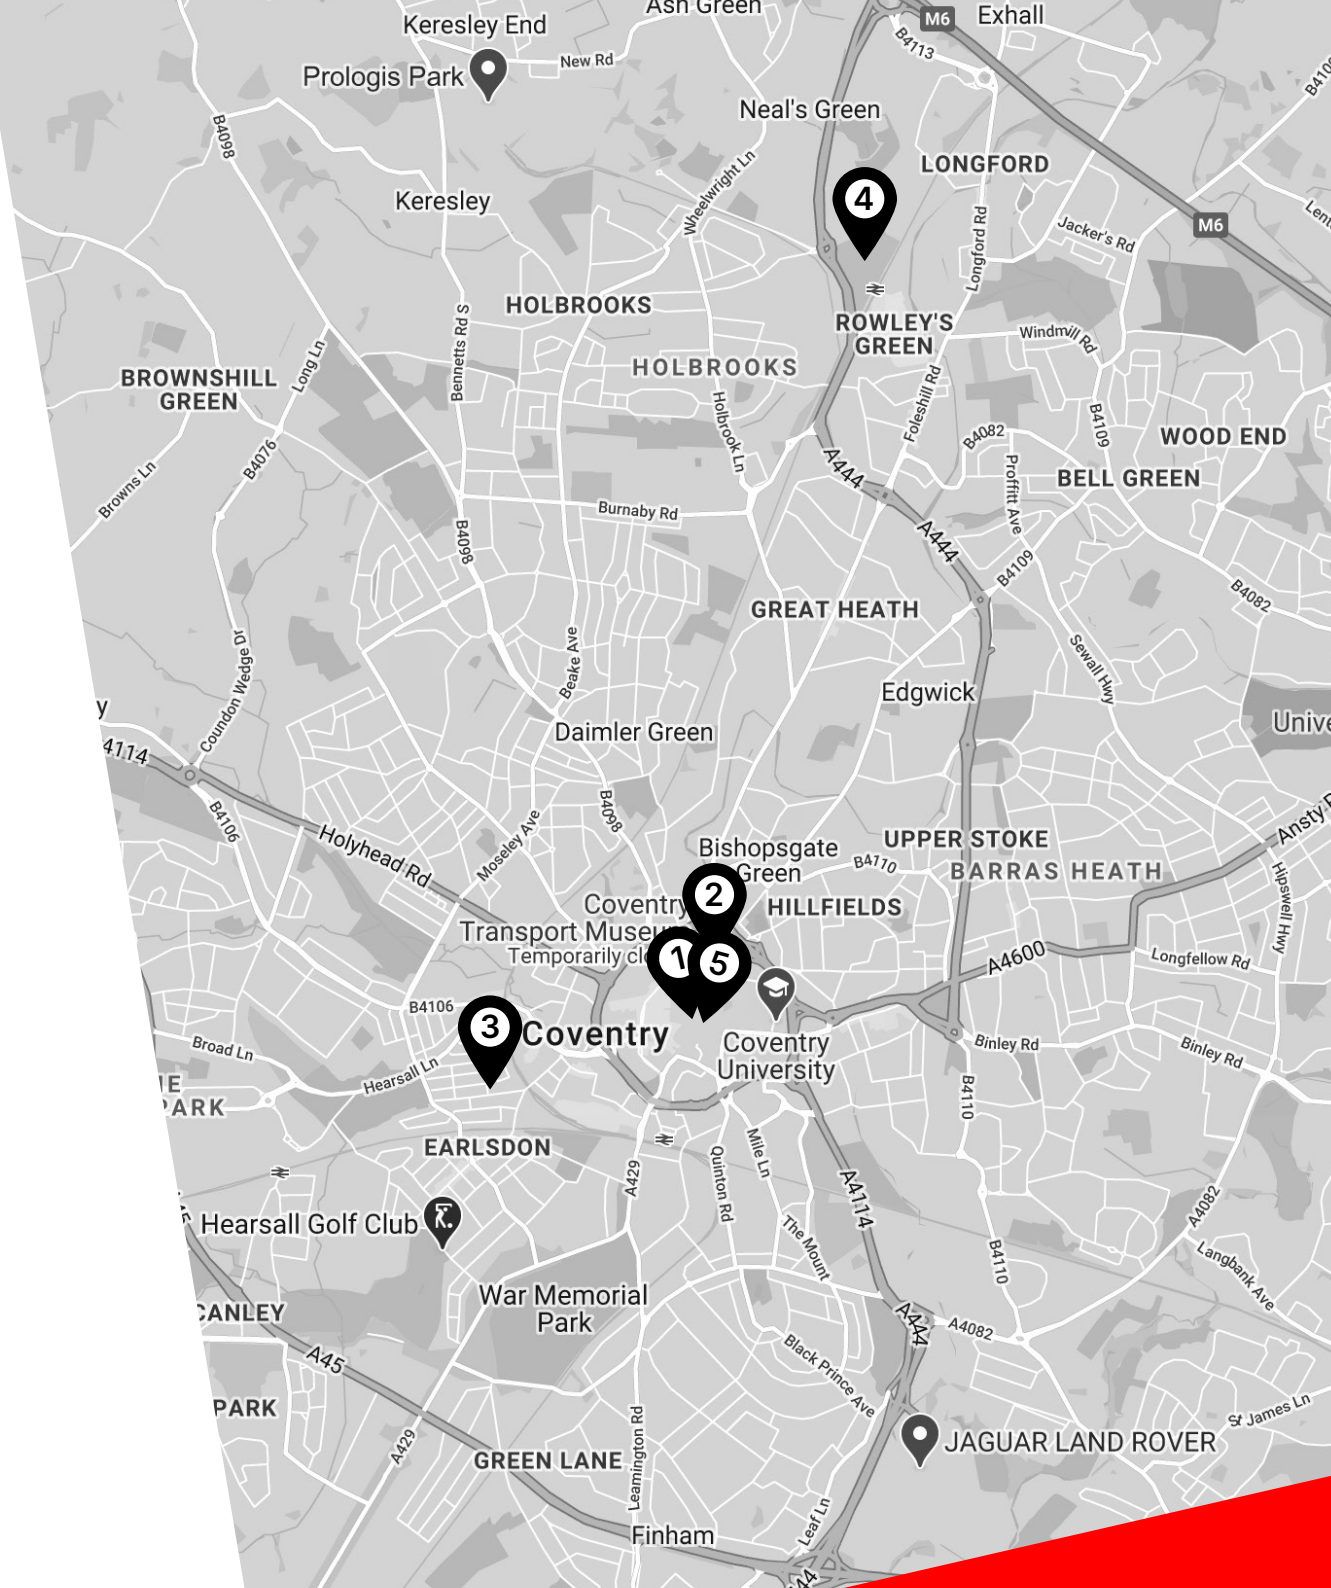 Ash Green
Keresley End
M6
Exhall
B4113
New Rd
Prologis Park
B4098
Neal's Green
Wheelwright Ln
LONGFORD
4
Keresley
Longford Rd
Jacker's Rd
M6
HOLBROOKS
Bennetts Rd S
ROWLEY'S
GREEN
Windmill Rd
Long Ln
HOLBROOKS
BROWNSHILL
GREEN
Holbrook Ln
Foleshill Rd
B4109
B4082
WOOD END
B4076
A444
BELL GREEN
Browns Ln
Proffitt Ave
Burnaby Rd
B4098
A444
B4109
B4082
GREAT HEATH
Coundon Wedge Dr
Beake Ave
Sewall Hwy
Edgwick
Daimler Green
Holyhead Rd
B4106
B4098
Moseley Ave
UPPER STOKE
Bishopsgate
Green
B4110
BARRAS HEATH
Hipswell Hwy
2
HILLFIELDS
Coventry
Transport Museum
Temporarily
1
5
A4600
Longfellow Rd
B4106
3
Coventry
Coventry
University
Binley Rd
Binley Rd
Broad Ln
Hearsall Ln
PARK
B4110
EARLSDON
A429
Quinton Rd
Mile Ln
A4114
A4082
Hearsall Golf Club
The Mount
B4110
Langbank Ave
War Memorial
Park
CANLEY
A444
A4082
A45
Black Prince Ave
PARK
St James Ln
A429
Leamington Rd
JAGUAR LAND ROVER
GREEN LANE
Leaf Ln
Finham